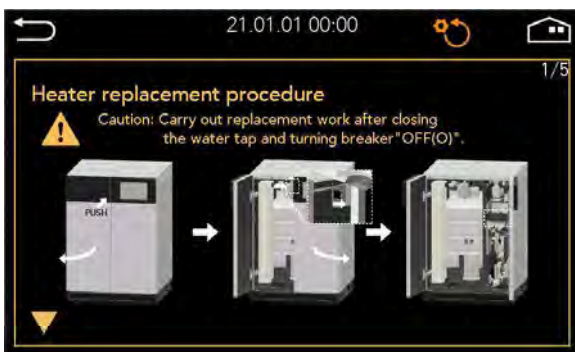 21.01.01 00:00
1/5
Heater replacement procedure
Caution: Carry out replacement work after closing
the water tap and turning breaker"OFF(O)".
PUSH